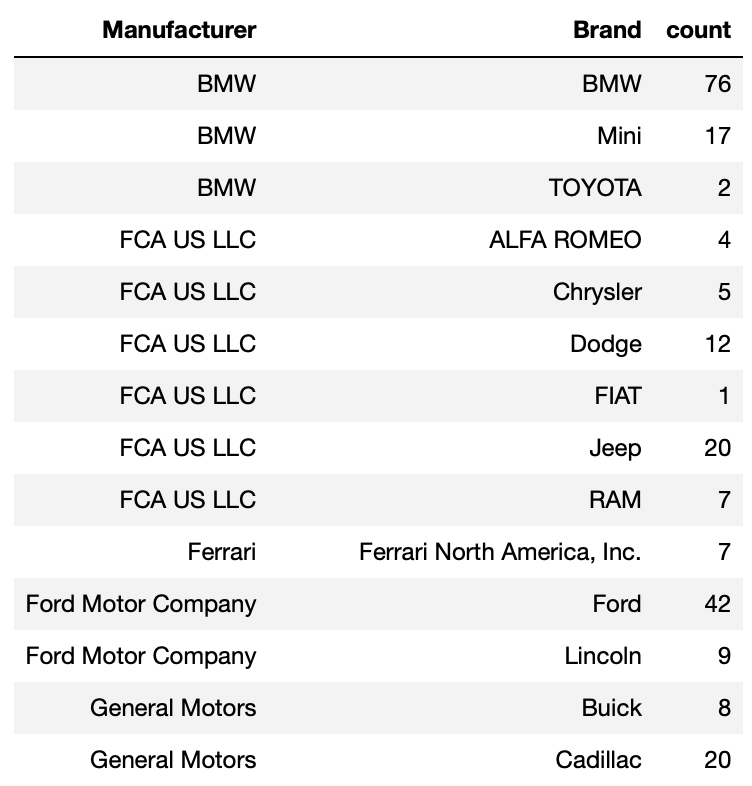 Manufacturer Brand count
BMW BMW 76
BMW Mini 17
BMW TOYOTA 2
FCA US LLC ALFA ROMEO 4
FCA US LLC Chrysler 5
FCA US LLC Dodge 12
FCA US LLC FIAT 1
FCA US LLC Jeep 20
FCA US LLC RAM 7
Ferrari Ferrari North America, Inc. 7
Ford Motor Company Ford 42
Ford Motor Company Lincoln 9
General Motors Buick 8
General Motors Cadillac 20